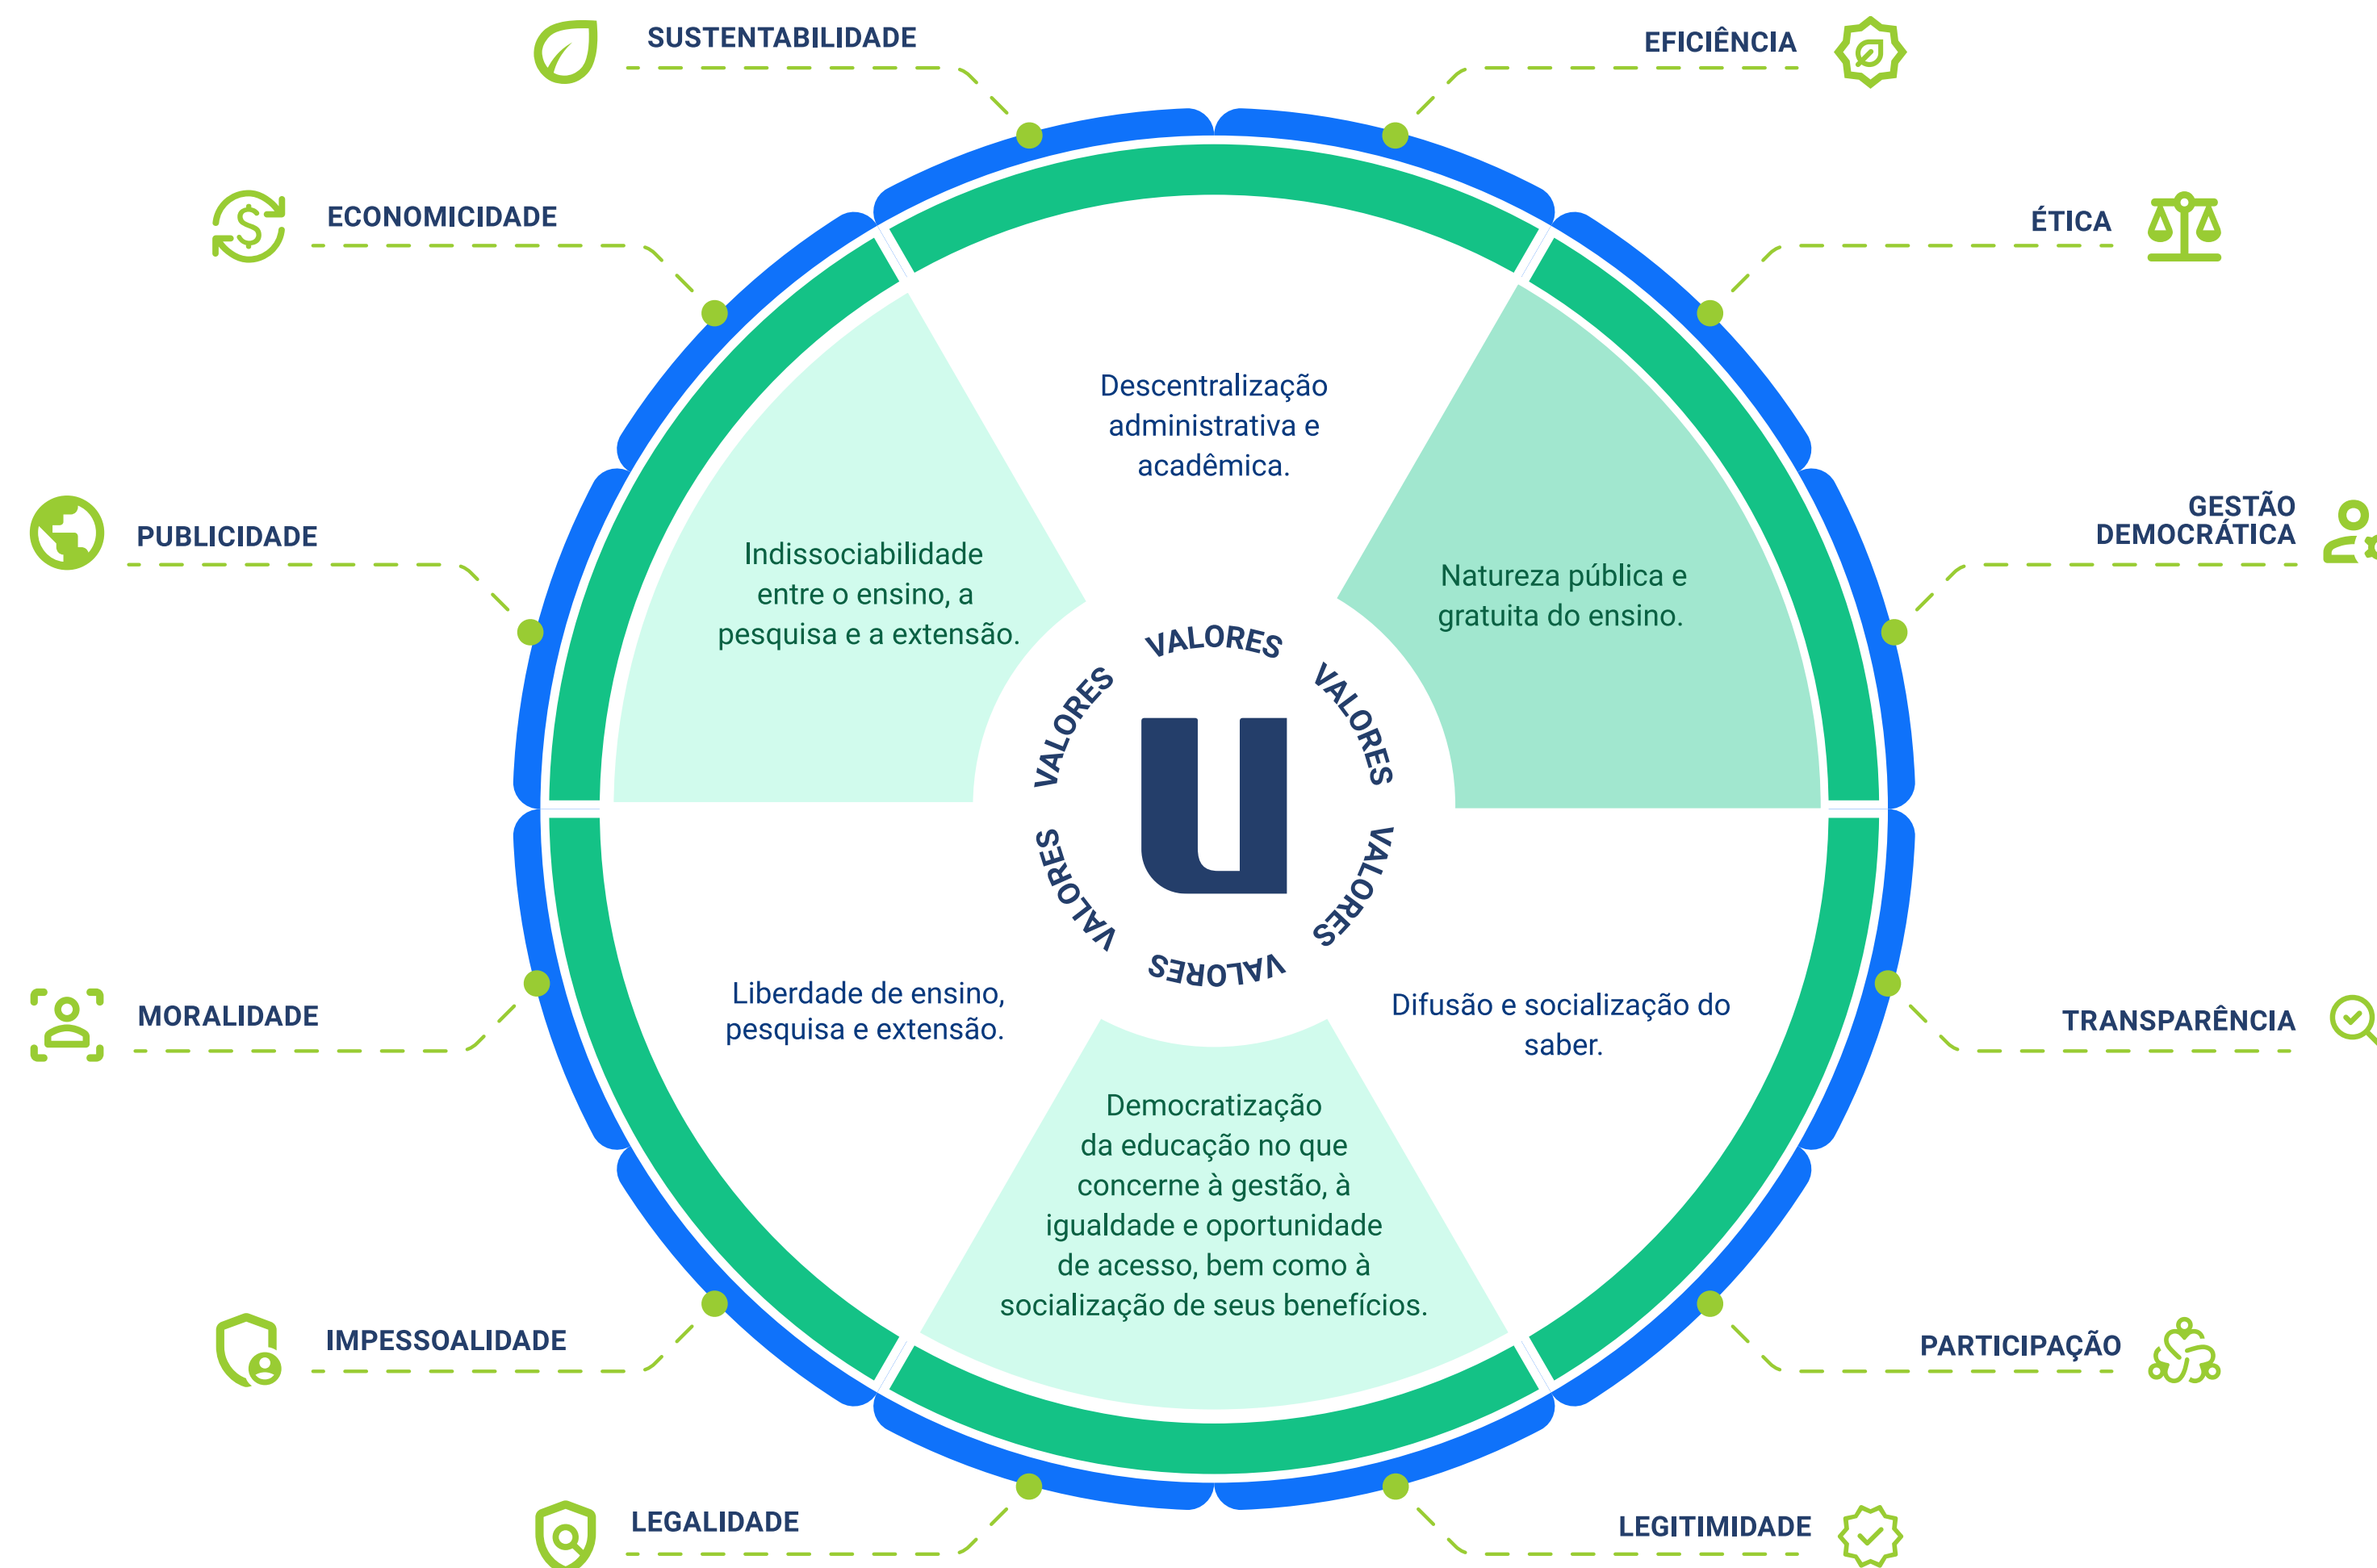 SUSTENTABILIDADE
EFICIÊNCIA
ECONOMICIDADE
ÉTICA
PUBLICIDADE
GESTÃO
DEMOCRÁTICA
Descentralização
administrativa e
acadêmica.
Indissociabilidade
entre o ensino, a
pesquisa e a extensão.
Natureza pública e
gratuita do ensino.
VALORES
VALORES
VALORES
U
VALORES
VALORES
VALORES
Liberdade de ensino,
pesquisa e extensão.
Difusão e socialização do
saber.
Democratização
da educação no que
concerne à gestão, à
igualdade e oportunidade
de acesso, bem como à
socialização de seus benefícios.
MORALIDADE
TRANSPARÊNCIA
IMPESSOALIDADE
PARTICIPAÇÃO
LEGALIDADE
LEGITIMIDADE